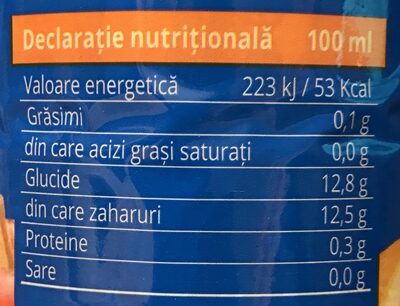 Declarație nutrițională 100 ml
Valoare energetică 223 kJ / 53 Kcal
Grăsimi 0,1 g
din care acizi grași saturați 0,0 g
Glucide 12,8 g
din care zaharuri 12,5 g
Proteine 0,3 g
Sare 0,0 g